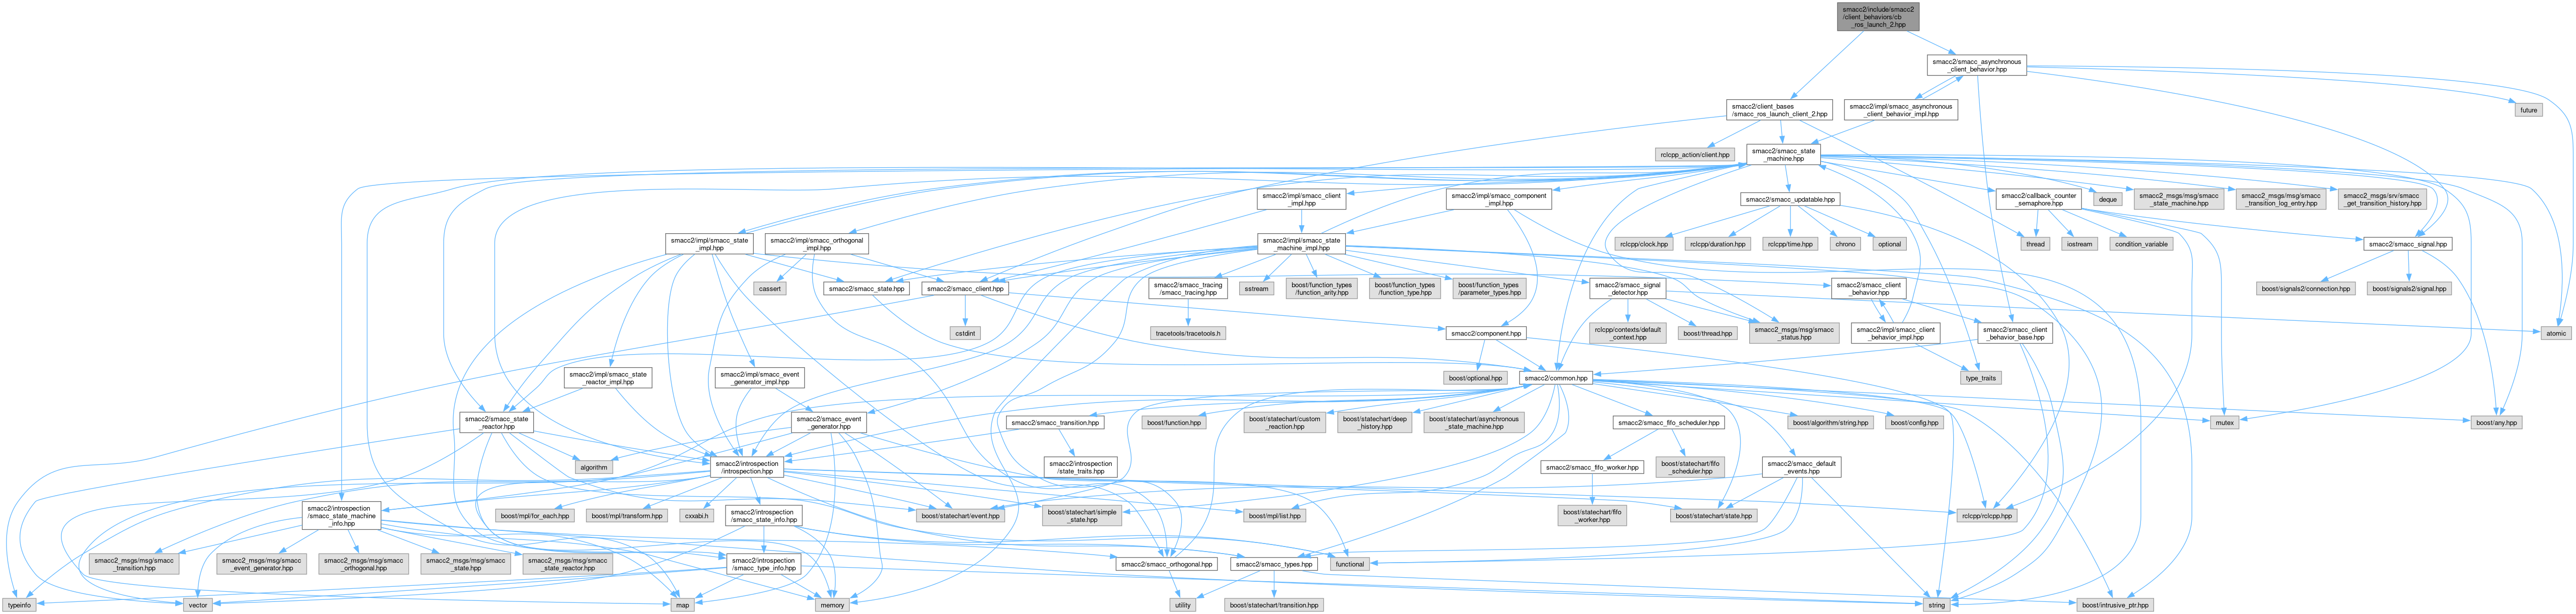 smacc2/include/smacc2
/client_behaviors/cb
_ros_launch_2.hpp
smacc2/smacc_asynchronous
_client_behavior.hpp
smacc2/client_bases
/smacc_ros_launch_client_2.hpp
smacc2/impl/smacc_asynchronous
_client_behavior_impl.hpp
future
rclcpp_action/client.hpp
smacc2/smacc_state
_machine.hpp
smacc2/impl/smacc_client
_impl.hpp
smacc2/impl/smacc_component
_impl.hpp
smacc2/smacc_updatable.hpp
smacc2/callback_counter
_semaphore.hpp
deque
smacc2_msgs/msg/smacc
_state_machine.hpp
smacc2_msgs/msg/smacc
_transition_log_entry.hpp
smacc2_msgs/srv/smacc
_get_transition_history.hpp
smacc2/impl/smacc_state
_impl.hpp
smacc2/impl/smacc_orthogonal
_impl.hpp
smacc2/impl/smacc_state
_machine_impl.hpp
rclcpp/clock.hpp
rclcpp/duration.hpp
rclcpp/time.hpp
chrono
optional
thread
iostream
condition_variable
smacc2/smacc_signal.hpp
cassert
smacc2/smacc_state.hpp
smacc2/smacc_client.hpp
smacc2/smacc_tracing
/smacc_tracing.hpp
sstream
boost/function_types
/function_arity.hpp
boost/function_types
/function_type.hpp
boost/function_types
/parameter_types.hpp
smacc2/smacc_signal
_detector.hpp
smacc2/smacc_client
_behavior.hpp
boost/signals2/connection.hpp
boost/signals2/signal.hpp
cstdint
smacc2/component.hpp
tracetools/tracetools.h
rclcpp/contexts/default
_context.hpp
boost/thread.hpp
smacc2_msgs/msg/smacc
_status.hpp
smacc2/impl/smacc_client
_behavior_impl.hpp
smacc2/smacc_client
_behavior_base.hpp
atomic
smacc2/impl/smacc_state
_reactor_impl.hpp
smacc2/impl/smacc_event
_generator_impl.hpp
boost/optional.hpp
smacc2/common.hpp
type_traits
smacc2/smacc_state
_reactor.hpp
smacc2/smacc_event
_generator.hpp
smacc2/smacc_transition.hpp
boost/function.hpp
boost/statechart/custom
_reaction.hpp
boost/statechart/deep
_history.hpp
boost/statechart/asynchronous
_state_machine.hpp
smacc2/smacc_fifo_scheduler.hpp
boost/algorithm/string.hpp
boost/config.hpp
mutex
boost/any.hpp
algorithm
smacc2/introspection
/introspection.hpp
smacc2/introspection
/state_traits.hpp
smacc2/smacc_fifo_worker.hpp
boost/statechart/fifo
_scheduler.hpp
smacc2/smacc_default
_events.hpp
smacc2/introspection
/smacc_state_machine
_info.hpp
boost/mpl/for_each.hpp
boost/mpl/transform.hpp
cxxabi.h
smacc2/introspection
/smacc_state_info.hpp
boost/statechart/event.hpp
boost/statechart/simple
_state.hpp
boost/mpl/list.hpp
boost/statechart/fifo
_worker.hpp
boost/statechart/state.hpp
rclcpp/rclcpp.hpp
smacc2_msgs/msg/smacc
_transition.hpp
smacc2_msgs/msg/smacc
_event_generator.hpp
smacc2_msgs/msg/smacc
_orthogonal.hpp
smacc2_msgs/msg/smacc
_state.hpp
smacc2_msgs/msg/smacc
_state_reactor.hpp
smacc2/introspection
/smacc_type_info.hpp
smacc2/smacc_orthogonal.hpp
smacc2/smacc_types.hpp
functional
typeinfo
vector
map
memory
utility
boost/statechart/transition.hpp
string
boost/intrusive_ptr.hpp